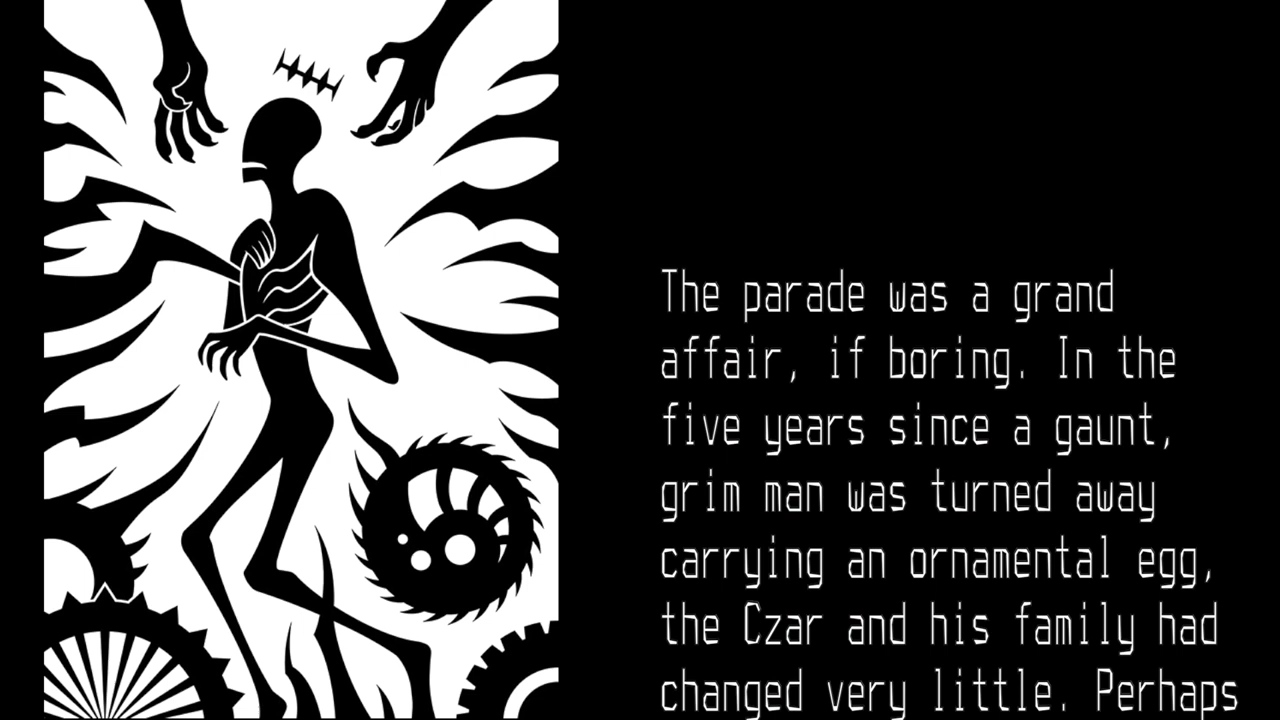 The parade was a grand
affair, if boring. In the
five years since a gaunt,
grim man was turned away
carrying an ornamental egg,
the Czar and his family had
changed very little. Perhaps